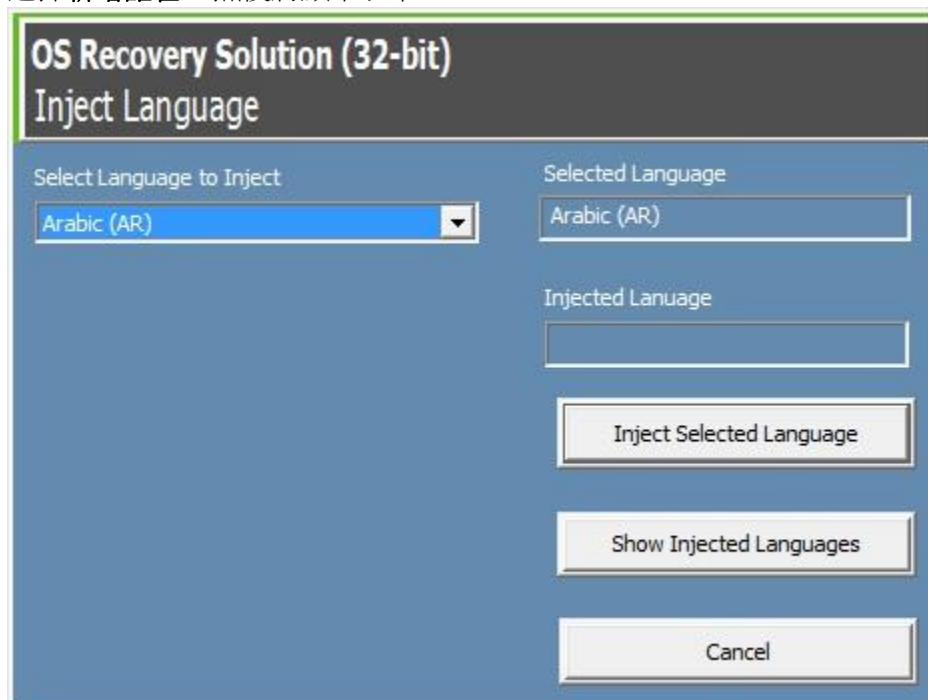 OS Recovery Solution (32-bit)
Inject Language
Select Language to Inject
Arabic (AR)
Selected Language
Arabic (AR)
Injected Lanuage
Inject Selected Language
Show Injected Languages
Cancel